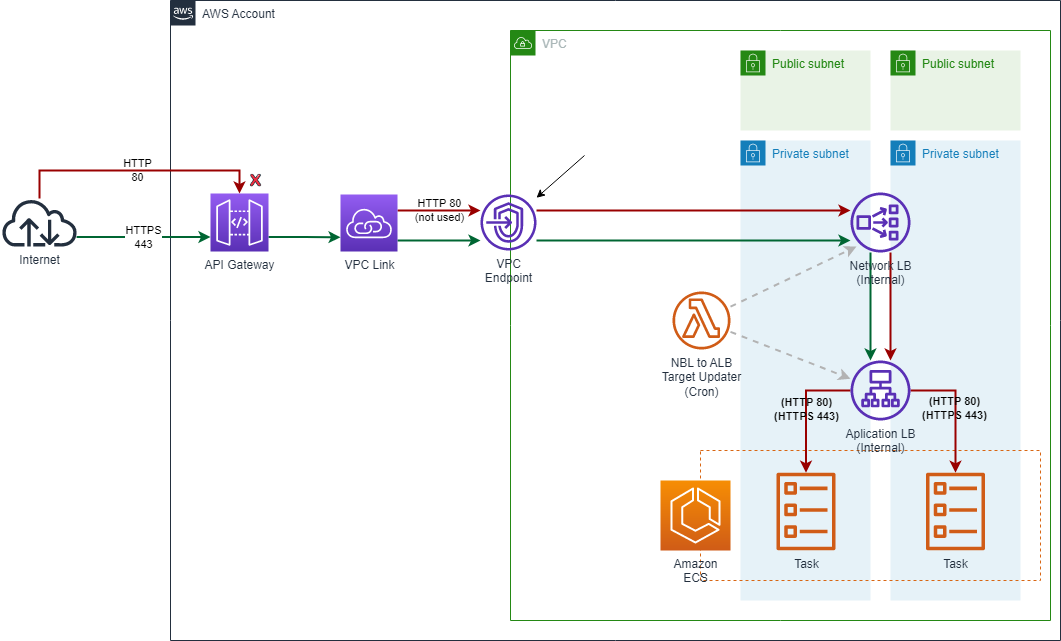 aws
AWS Account
VPC
Public subnet
Public subnet
Private subnet
Private subnet
HTTP
80
HTTPS
443
Internet
API Gateway
</>
VPC Link
HTTP 80
(not used)
VPC
Endpoint
Network LB
(Internal)
NBL to ALB
Target Updater
(Cron)
(HTTP 80)
(HTTPS 443)
(HTTP 80)
(HTTPS 443)
Aplication LB
(Internal)
Amazon
ECS
Task
Task